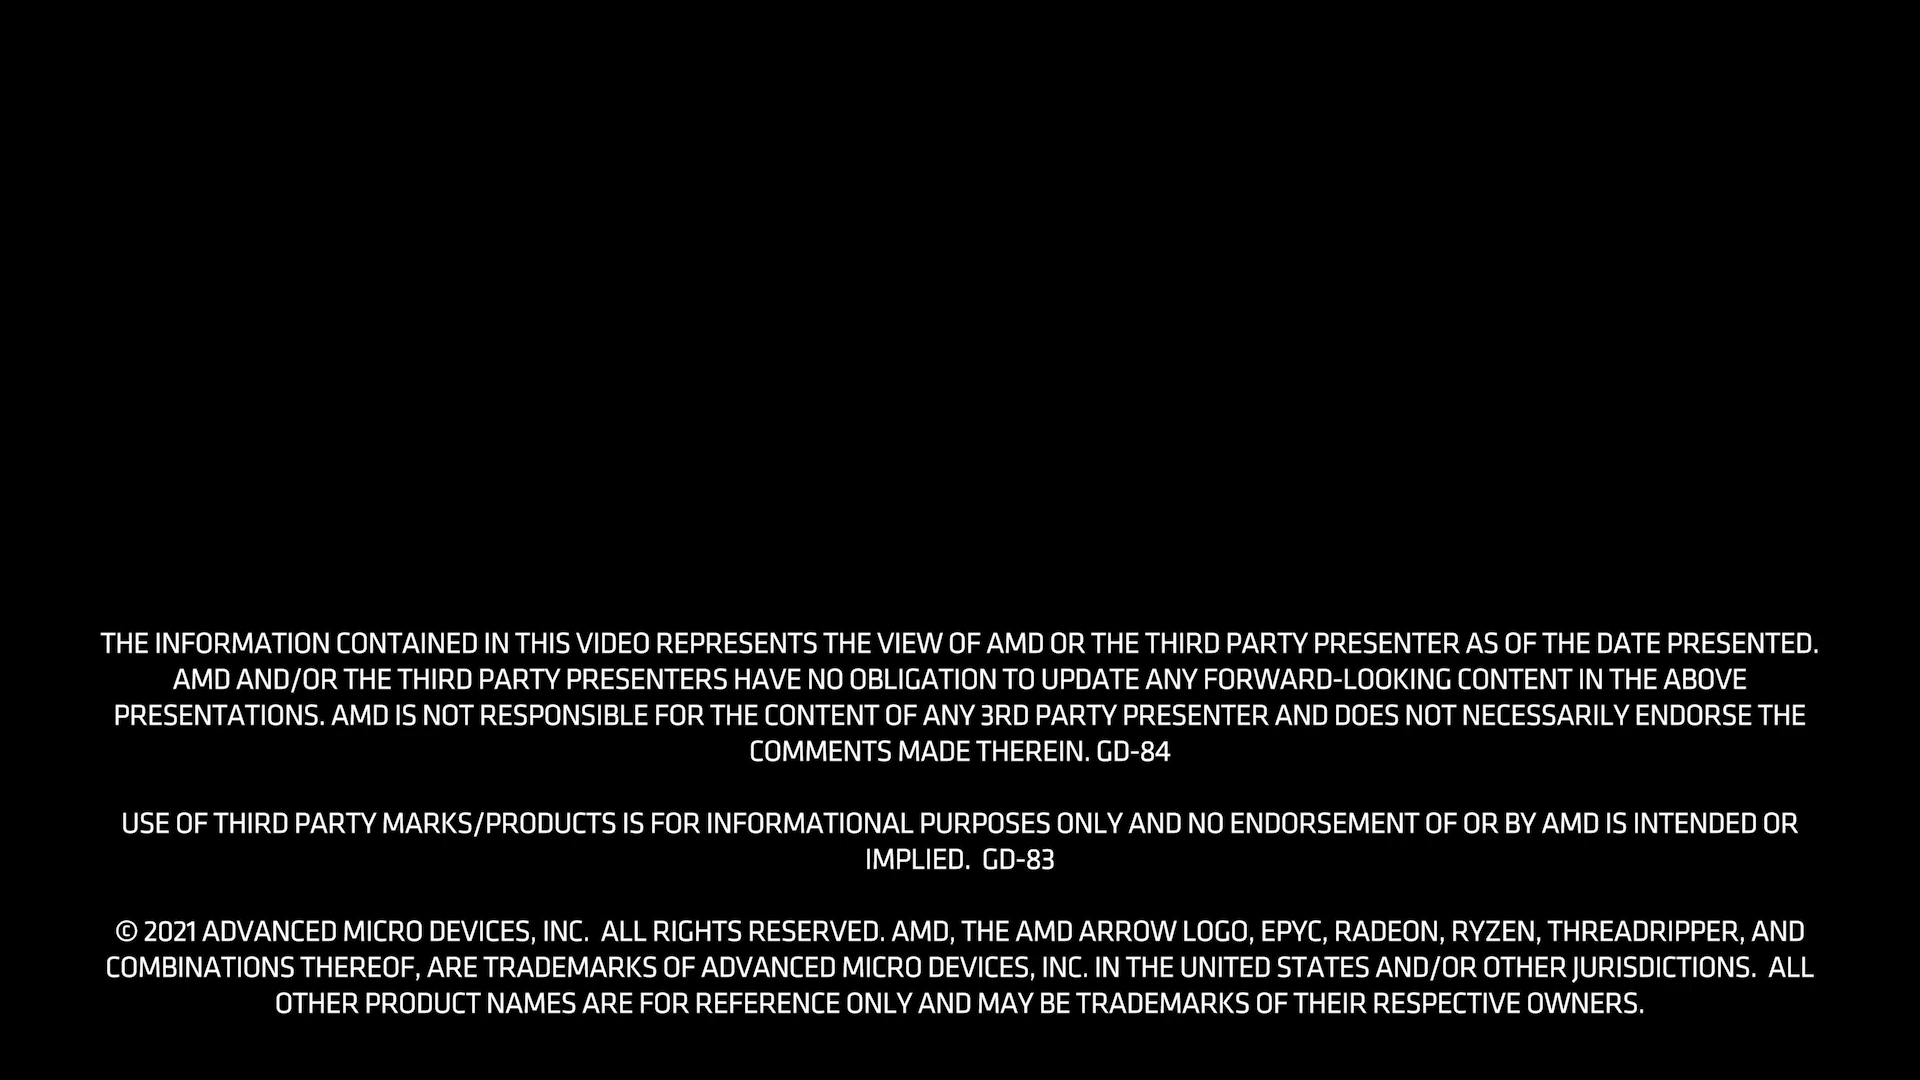 THE INFORMATION CONTAINED IN THIS VIDEO REPRESENTS THE VIEW OF AMD OR THE THIRD PARTY PRESENTER AS OF THE DATE PRESENTED.
AMD AND/OR THE THIRD PARTY PRESENTERS HAVE NO OBLIGATION TO UPDATE ANY FORWARD-LOOKING CONTENT IN THE ABOVE
PRESENTATIONS. AMD IS NOT RESPONSIBLE FOR THE CONTENT OF ANY 3RD PARTY PRESENTER AND DOES NOT NECESSARILY ENDORSE THE
COMMENTS MADE THEREIN. GD-84
USE OF THIRD PARTY MARKS/PRODUCTS IS FOR INFORMATIONAL PURPOSES ONLY AND NO ENDORSEMENT OF OR BY AMD IS INTENDED OR
IMPLIED.  GD-83
© 2021 ADVANCED MICRO DEVICES, INC.  ALL RIGHTS RESERVED. AMD, THE AMD ARROW LOGO, EPYC, RADEON, RYZEN, THREADRIPPER, AND
COMBINATIONS THEREOF, ARE TRADEMARKS OF ADVANCED MICRO DEVICES, INC. IN THE UNITED STATES AND/OR OTHER JURISDICTIONS.  ALL
OTHER PRODUCT NAMES ARE FOR REFERENCE ONLY AND MAY BE TRADEMARKS OF THEIR RESPECTIVE OWNERS.